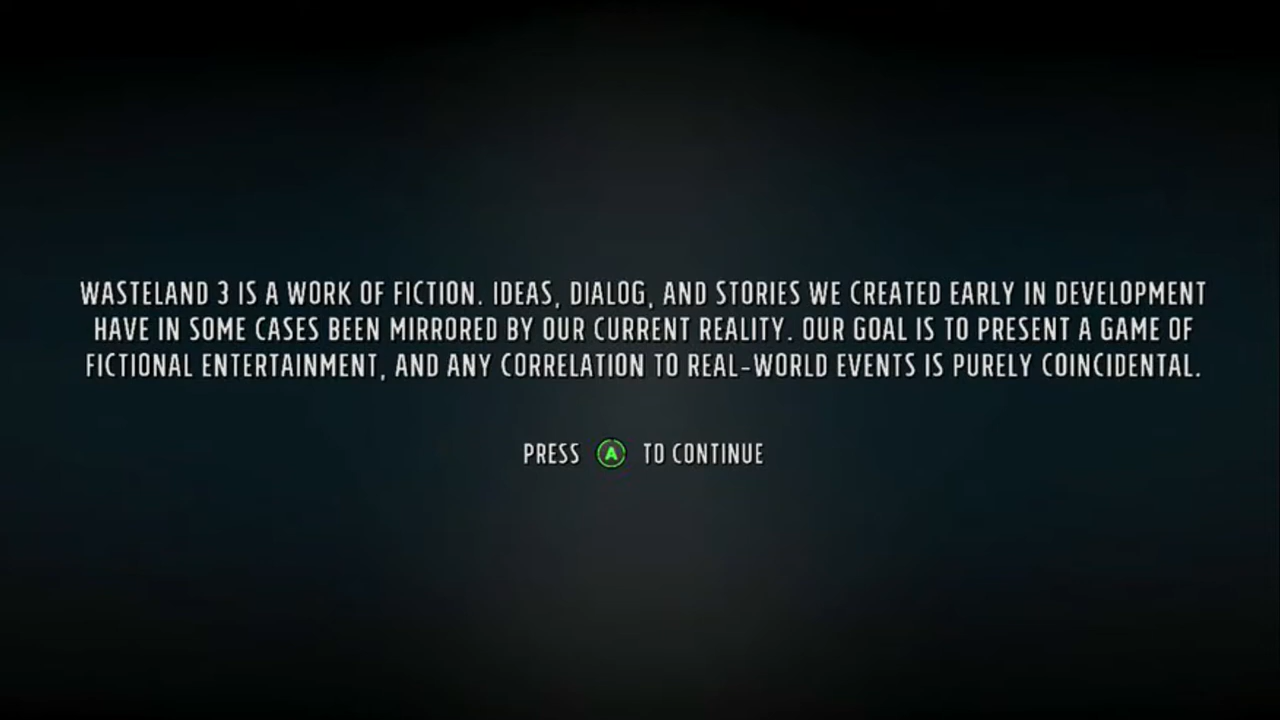 WASTELAND 3 IS A WORK OF FICTION. IDEAS, DIALOG, AND STORIES WE CREATED EARLY IN DEVELOPMENT
HAVE IN SOME CASES BEEN MIRRORED BY OUR CURRENT REALITY. OUR GOAL IS TO PRESENT A GAME OF
FICTIONAL ENTERTAINMENT, AND ANY CORRELATION TO REAL-WORLD EVENTS IS PURELY COINCIDENTAL.
PRESS A TO CONTINUE